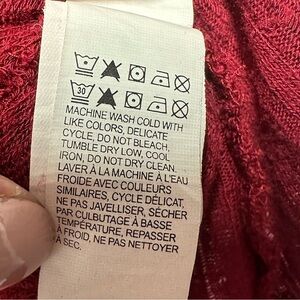 30
MACHINE WASH COLD WITH
LIKE COLORS, DELICATE
CYCLE, DO NOT BLEACH,
TUMBLE DRY LOW, COOL
IRON, DO NOT DRY CLEAN.
LAVER À LA MACHINE À L'EAU
FROIDE AVEC COULEURS
SIMILAIRES, CYCLE DÉLICAT,
NE PAS JAVELLISER, SÉCHER
PAR CULBUTAGE À BASSE
TEMPÉRATURE, REPASSER
À FROID, NE PAS NETTOYER
À SEC.